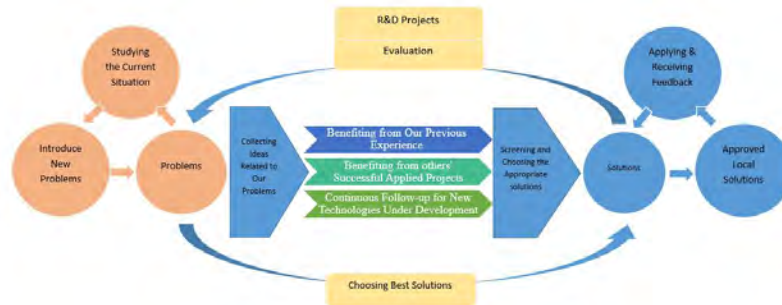 R&D Projects
Evaluation
Studying
the Current
Situation
Introduce
New
Problems
Problems
Collecting
Ideas
Related to
Our
Problems
Benefiting from Our Previous
Experience
Benefiting from others'
Successful Applied Projects
Continuous Follow-up for New
Technologies Under Development
Screening and
Choosing the
Appropriate
solutions
Solutions
Applying &
Receiving
Feedback
Approved
Local
Solutions
Choosing Best Solutions